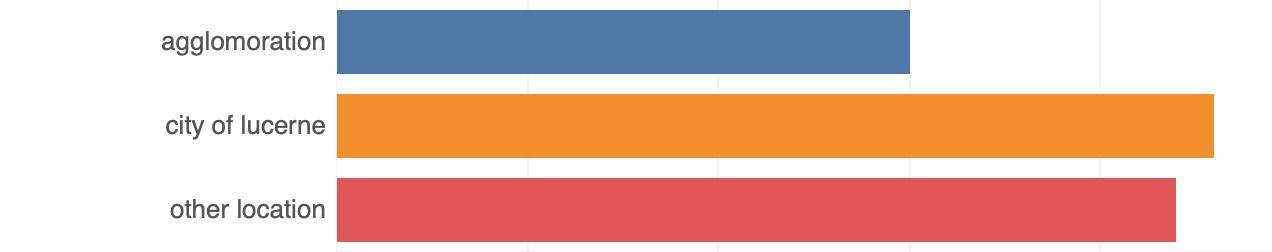 agglomoration
city of lucerne
other location